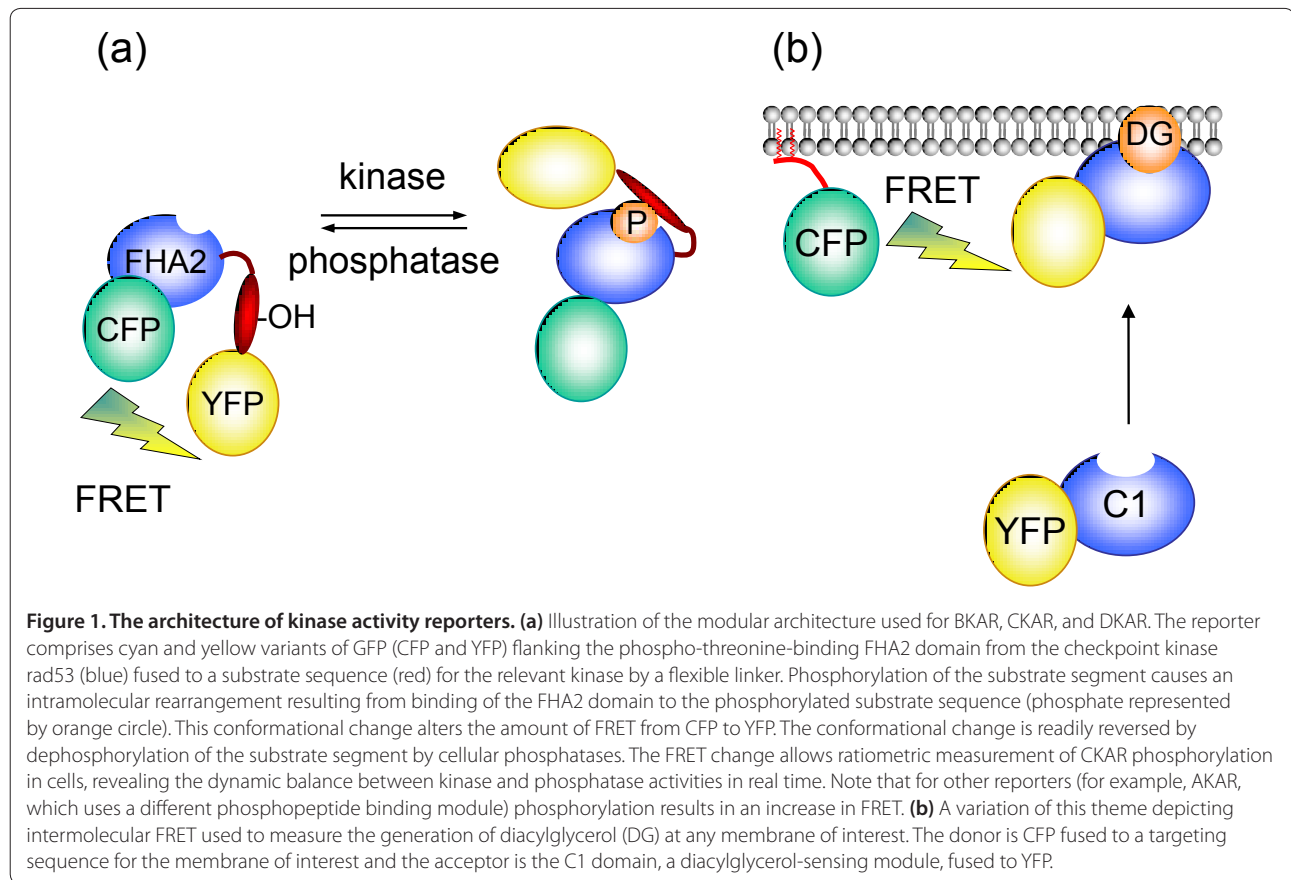 (a)
(b)
kinase
phosphatase
FHA2
CFP
-OH
YFP
FRET
P
DG
FRET
CFP
C1
YFP
Figure 1. The architecture of kinase activity reporters. (a) Illustration of the modular architecture used for BKAR, CKAR, and DKAR. The reporter
comprises cyan and yellow variants of GFP (CFP and YFP) flanking the phospho-threonine-binding FHA2 domain from the checkpoint kinase
rad53 (blue) fused to a substrate sequence (red) for the relevant kinase by a flexible linker. Phosphorylation of the substrate segment causes an
intramolecular rearrangement resulting from binding of the FHA2 domain to the phosphorylated substrate sequence (phosphate represented
by orange circle). This conformational change alters the amount of FRET from CFP to YFP. The conformational change is readily reversed by
dephosphorylation of the substrate segment by cellular phosphatases. The FRET change allows ratiometric measurement of CKAR phosphorylation
in cells, revealing the dynamic balance between kinase and phosphatase activities in real time. Note that for other reporters (for example, AKAR,
which uses a different phosphopeptide binding module) phosphorylation results in an increase in FRET. (b) A variation of this theme depicting
intermolecular FRET used to measure the generation of diacylglycerol (DG) at any membrane of interest. The donor is CFP fused to a targeting
sequence for the membrane of interest and the acceptor is the C1 domain, a diacylglycerol-sensing module, fused to YFP.